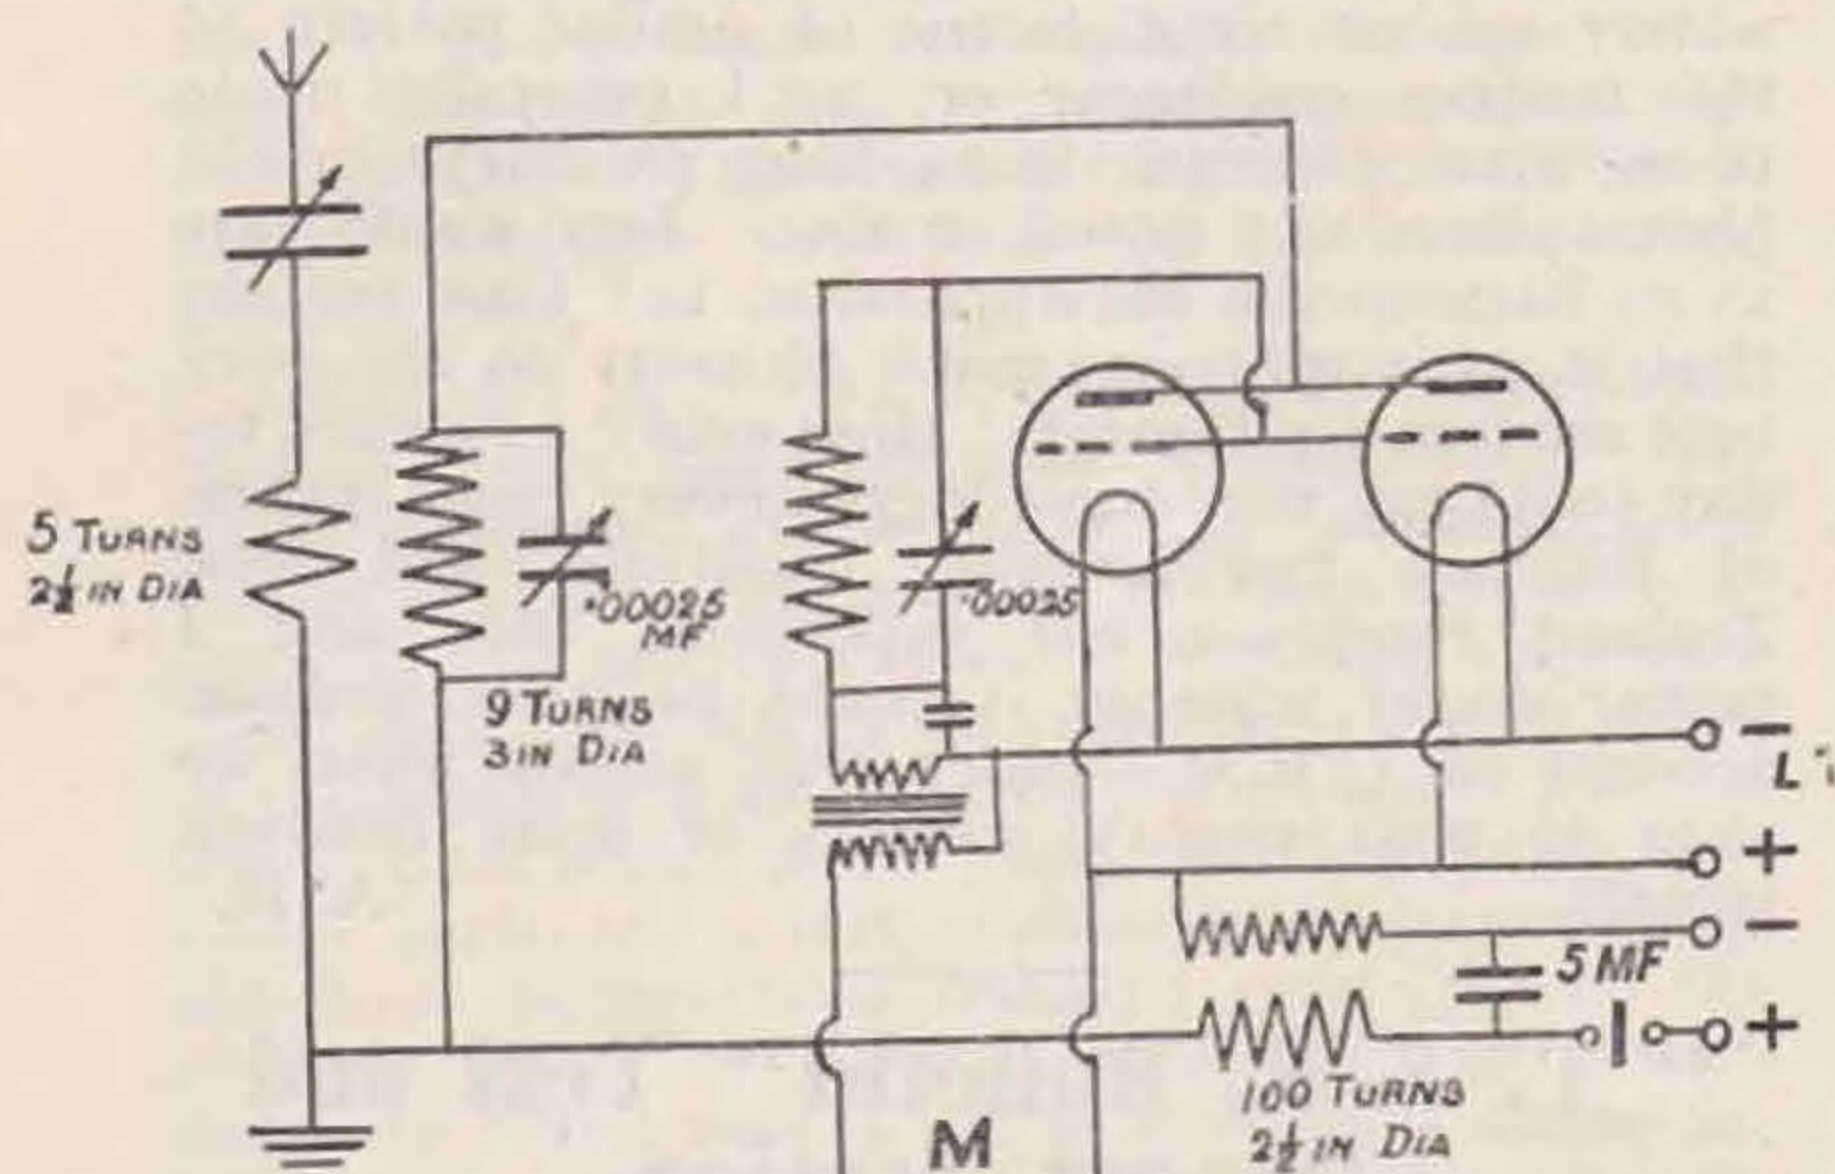 5 TURNS
2½ IN DIA
·00025
MF
9 TURNS
3 IN DIA
·00025
−
L
+
−
5 MF
+
100 TURNS
2½ IN DIA
M